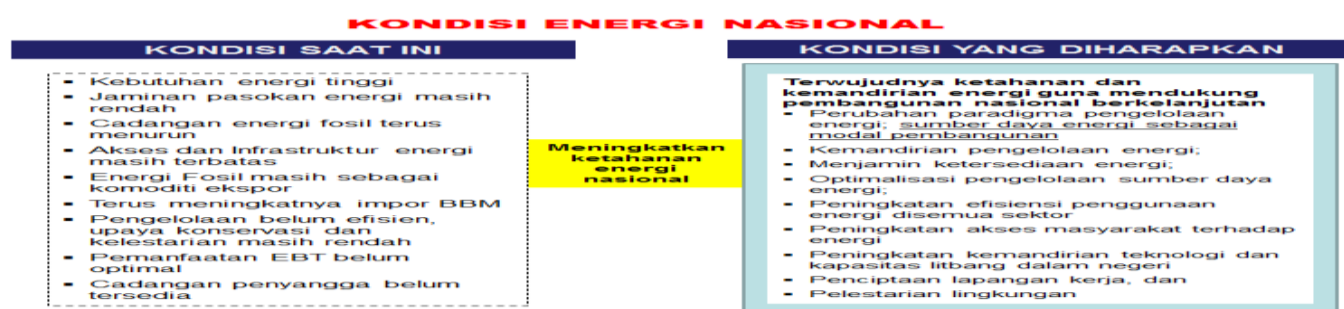 KONDISI ENERGI NASIONAL
KONDISI SAAT INI
• Kebutuhan energi tinggi
• Jaminan pasokan energi masih
rendah
• Cadangan energi fosil terus
menurun
• Akses dan Infrastruktur energi
masih terbatas
• Energi Fosil masih sebagai
komoditi ekspor
• Terus meningkatnya impor BBM
• Pengelolaan belum efisien,
upaya konservasi dan
kelestarian masih rendah
• Pemanfaatan EBT belum
optimal
• Cadangan penyangga belum
tersedia
Meningkatkan
ketahanan
energi
nasional
KONDISI YANG DIHARAPKAN
Terwujudnya ketahanan dan
kemandirian energi guna mendukung
pembangunan nasional berkelanjutan
• Perubahan paradigma pengelolaan
energi; sumber daya energi sebagai
modal pembangunan
• Kemandirian pengelolaan energi;
• Menjamin ketersediaan energi;
• Optimalisasi pengelolaan sumber daya
energi;
• Peningkatan efisiensi penggunaan
energi disemua sektor
• Peningkatan akses masyarakat terhadap
energi
• Peningkatan kemandirian teknologi dan
kapasitas litbang dalam negeri
• Penciptaan lapangan kerja, dan
• Pelestarian lingkungan